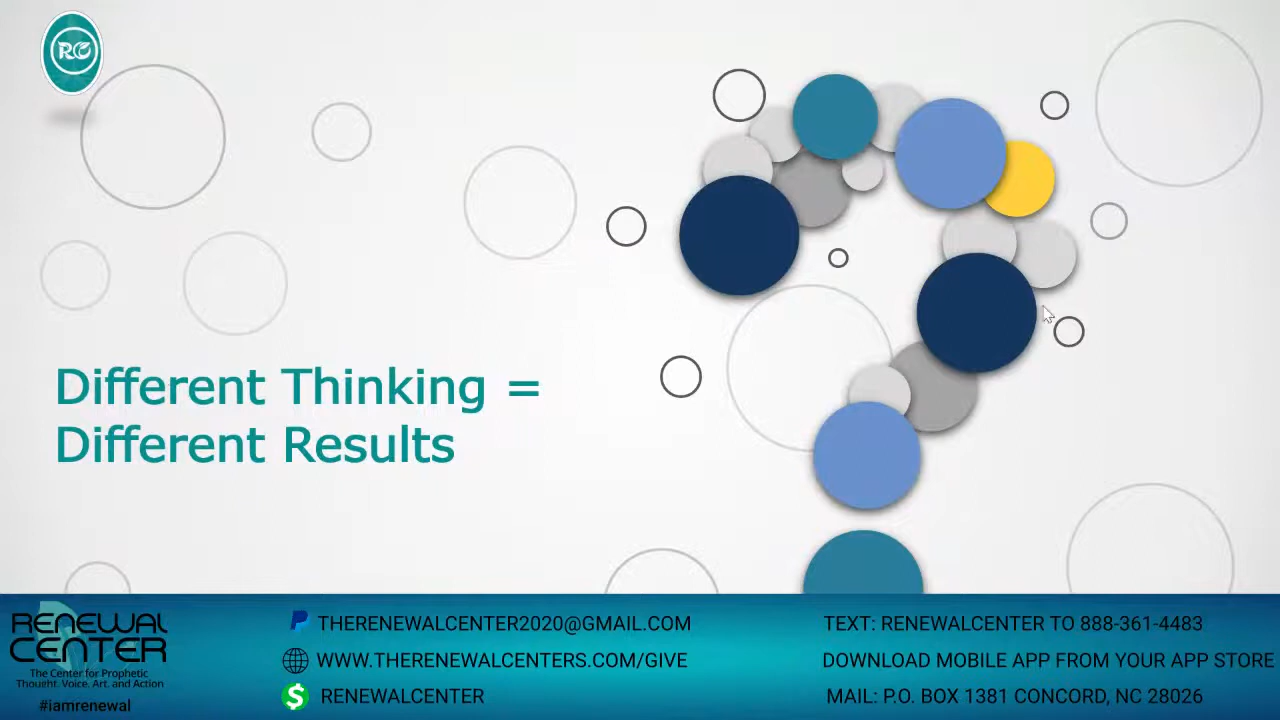 RC
Different Thinking =
Different Results
RENEWAL
CENTER
The Center for Prophetic
Thought. Voice. Art. and Action
#iamrenewal
THERENEWALCENTER2020@GMAIL.COM
WWW.THERENEWALCENTERS.COM/GIVE
RENEWALCENTER
TEXT: RENEWALCENTER TO 888-361-4483
DOWNLOAD MOBILE APP FROM YOUR APP STORE
MAIL: P.O. BOX 1381 CONCORD, NC 28026